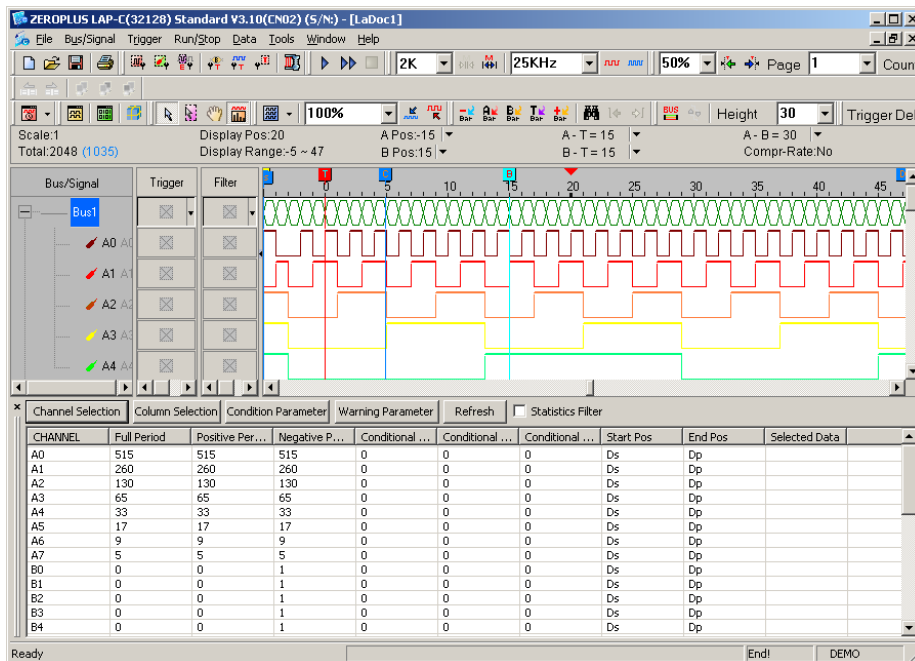 ZEROPLUS LAP-C(32128) Standard V3.10(CN02) (S/N:) - [LaDoc1]
File Bus/Signal Trigger Run/Stop Data Tools Window Help
2K 25KHz 50% Page 1 Coun
100% Bar Bar Bar Bar Bar BUS Height 30 Trigger Del
Scale:1 Display Pos:20 A Pos:-15 A - T = 15 A - B = 30
Total:2048 (1035) Display Range:-5 ~ 47 B Pos:15 B - T = 15 Compr-Rate:No
Bus/Signal Trigger Filter T C B
0 5 10 15 20 25 30 35 40 45
Bus1
A0 A0
A1 A1
A2 A2
A3 A3
A4 A4
Channel Selection Column Selection Condition Parameter Warning Parameter Refresh Statistics Filter
CHANNEL Full Period Positive Per... Negative P... Conditional ... Conditional ... Conditional ... Start Pos End Pos Selected Data
A0 515 515 515 0 0 0 Ds Dp
A1 260 260 260 0 0 0 Ds Dp
A2 130 130 130 0 0 0 Ds Dp
A3 65 65 65 0 0 0 Ds Dp
A4 33 33 33 0 0 0 Ds Dp
A5 17 17 17 0 0 0 Ds Dp
A6 9 9 9 0 0 0 Ds Dp
A7 5 5 5 0 0 0 Ds Dp
B0 0 0 1 0 0 0 Ds Dp
B1 0 0 1 0 0 0 Ds Dp
B2 0 0 1 0 0 0 Ds Dp
B3 0 0 1 0 0 0 Ds Dp
B4 0 0 1 0 0 0 Ds Dp
Ready End! DEMO